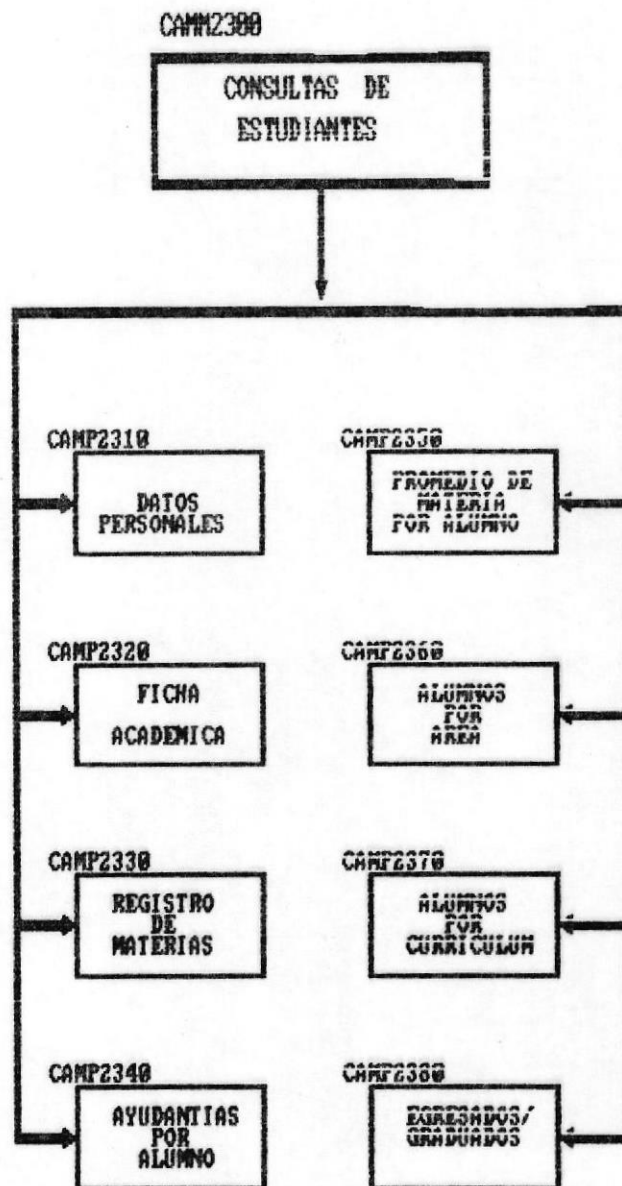 CAMM2300
CONSULTAS DE
ESTUDIANTES
CAMP2310
DATOS
PERSONALES
CAMP2320
FICHA
ACADEMICA
CAMP2330
REGISTRO
DE
MATERIAS
CAMP2340
AYUDANTIAS
POR
ALUMNO
CAMP2350
PROMEDIO DE
MATERIA
POR ALUMNO
CAMP2360
ALUMNOS
POR
AREA
CAMP2370
ALUMNOS
POR
CURRICULUM
CAMP2380
EGRESADOS/
GRADUADOS